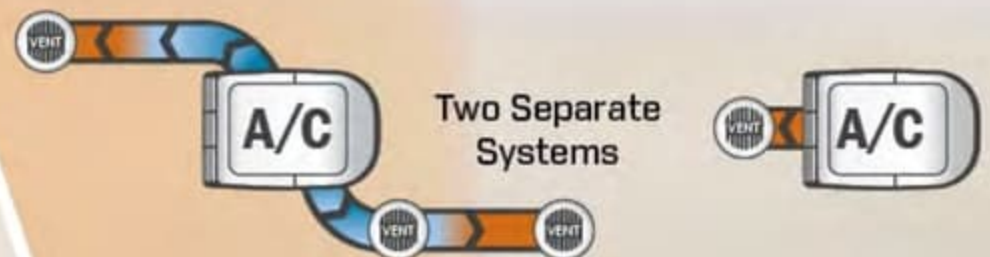 VENT
A/C
Two Separate
Systems
VENT
A/C
VENT
VENT